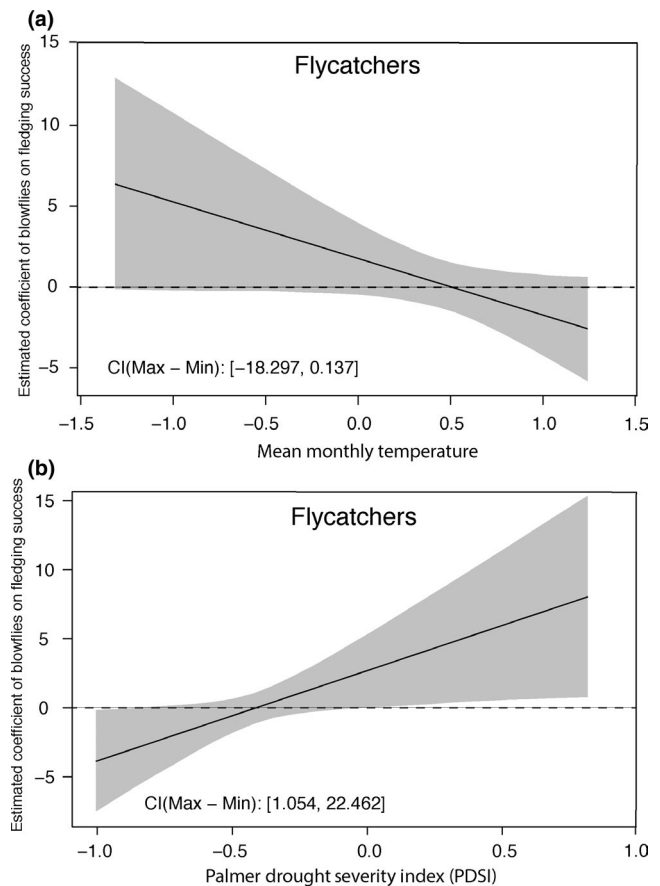 (a)
Flycatchers
Estimated coefficient of blowflies on fledging success
15
10
5
0
−5
CI(Max − Min): [−18.297, 0.137]
−1.5 −1.0 −0.5 0.0 0.5 1.0 1.5
Mean monthly temperature
(b)
Flycatchers
Estimated coefficient of blowflies on fledging success
15
10
5
0
−5
CI(Max − Min): [1.054, 22.462]
−1.0 −0.5 0.0 0.5 1.0
Palmer drought severity index (PDSI)